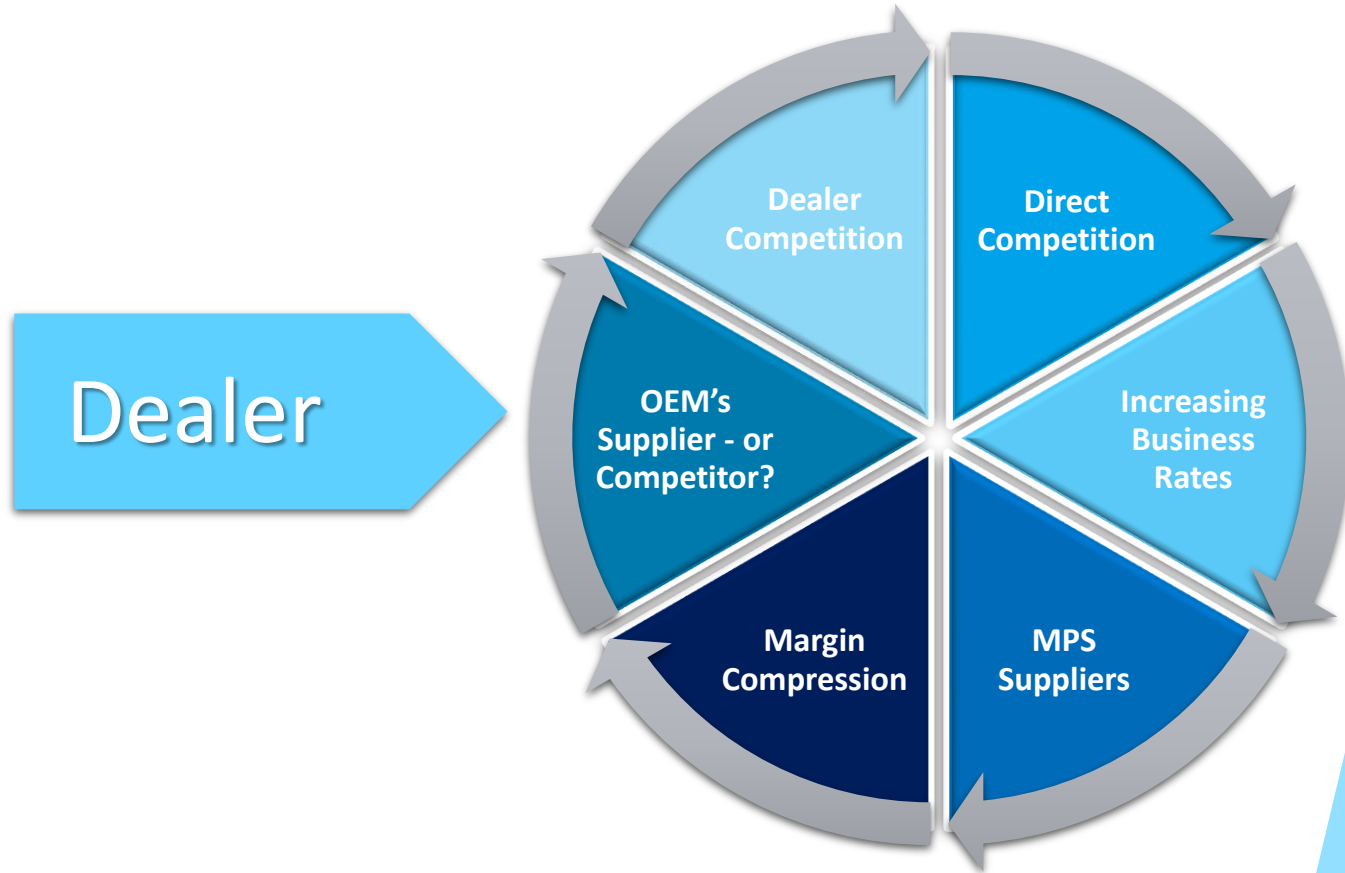 Dealer
Dealer
Competition
Direct
Competition
Increasing
Business
Rates
MPS
Suppliers
Margin
Compression
OEM’s
Supplier - or
Competitor?